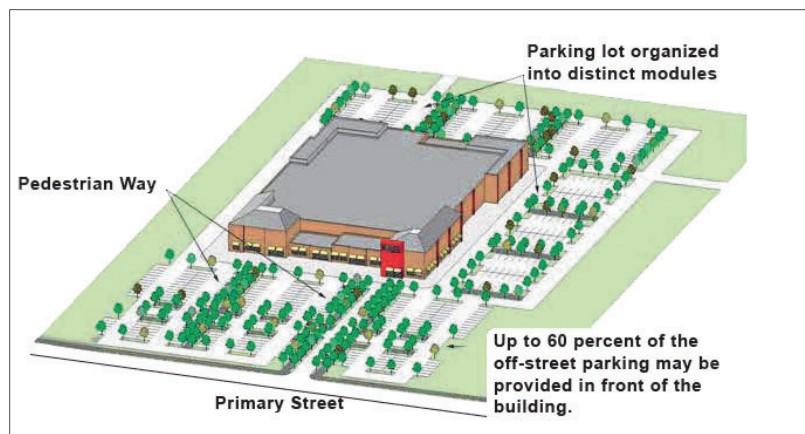 Parking lot organized
into distinct modules
Pedestrian Way
Up to 60 percent of the
off-street parking may be
provided in front of the
building.
Primary Street